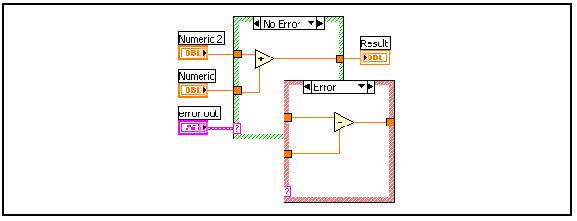 No Error
Numeric 2
DBL
Result
DBL
Numeric
DBL
Error
error out
+
-
?
?